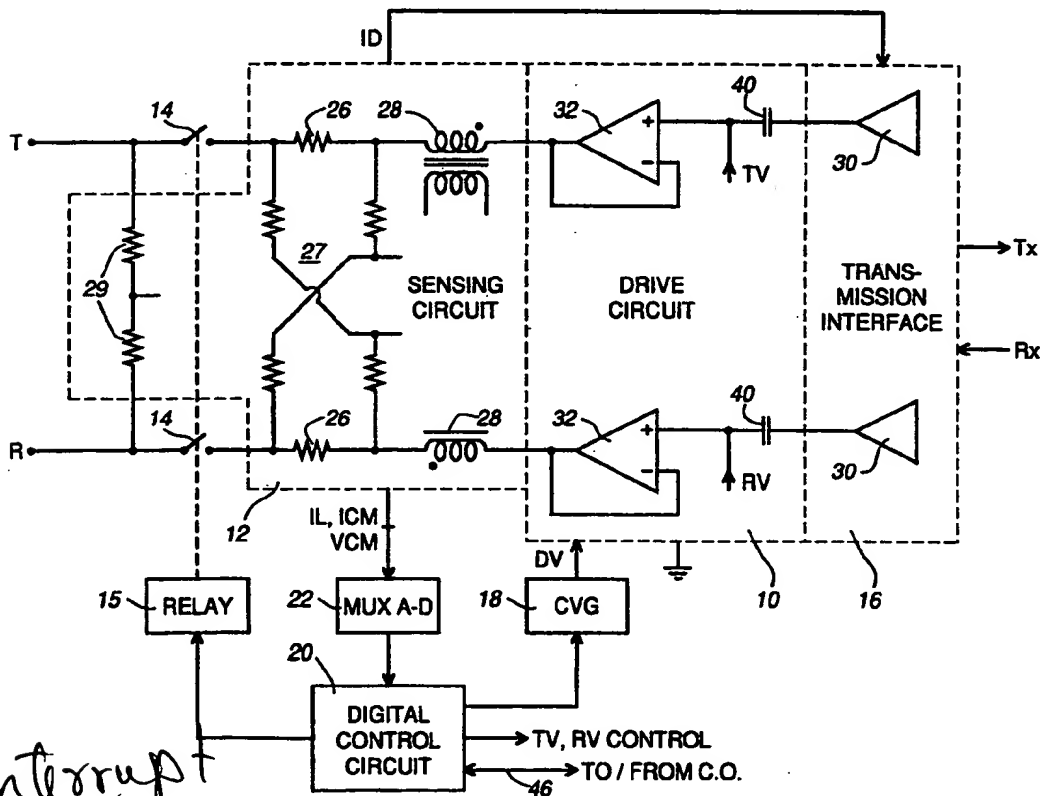 ID
14
26
28
32
40
T
+
-
TV
30
27
29
SENSING
CIRCUIT
DRIVE
CIRCUIT
TRANS-
MISSION
INTERFACE
Tx
Rx
14
28
32
40
R
26
+
-
RV
30
12
IL, ICM
VCM
DV
10
16
15
RELAY
22
MUX A-D
18
CVG
20
DIGITAL
CONTROL
CIRCUIT
TV, RV CONTROL
TO / FROM C.O.
46
Interrupt